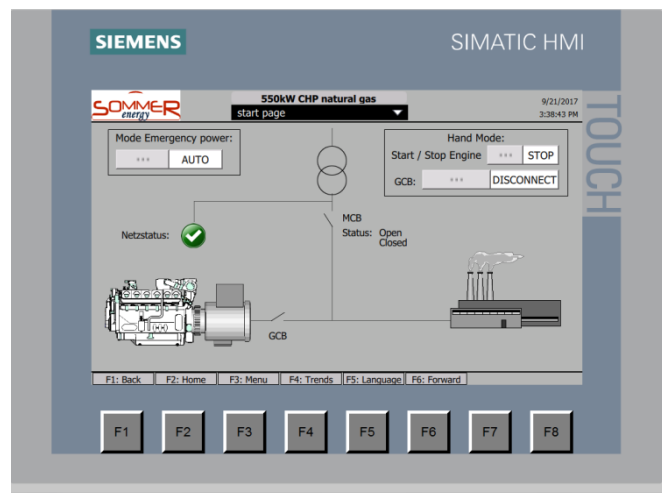 SIEMENS
SIMATIC HMI
TOUCH
SOMMER
energy
550kW CHP natural gas
start page
9/21/2017
3:38:43 PM
Mode Emergency power:
AUTO
Hand Mode:
Start / Stop Engine
STOP
GCB:
DISCONNECT
MCB
Status: Open
Closed
Netzstatus:
GCB
F1: Back
F2: Home
F3: Menu
F4: Trends
F5: Language
F6: Forward
F1
F2
F3
F4
F5
F6
F7
F8